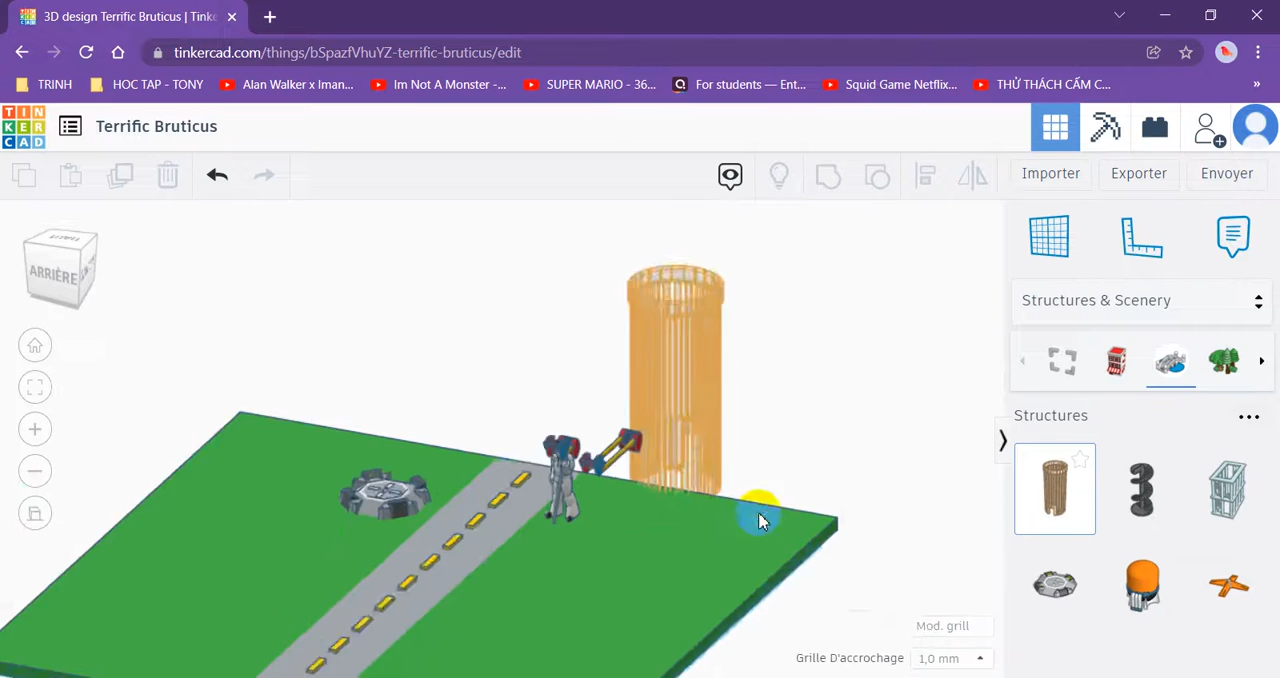 3D design Terrific Bruticus | Tinke
tinkercad.com/things/bSpazfVhuYZ-terrific-bruticus/edit
TRINH
HOC TAP - TONY
Alan Walker x Iman...
Im Not A Monster -...
SUPER MARIO - 36...
For students — Ent...
Squid Game Netflix...
THỬ THÁCH CẤM C...
»
TIN
KER
CAD
Terrific Bruticus
Importer
Exporter
Envoyer
HAUT
ARRIÈRE
Structures & Scenery
Structures
Mod. grill
Grille D'accrochage
1,0 mm